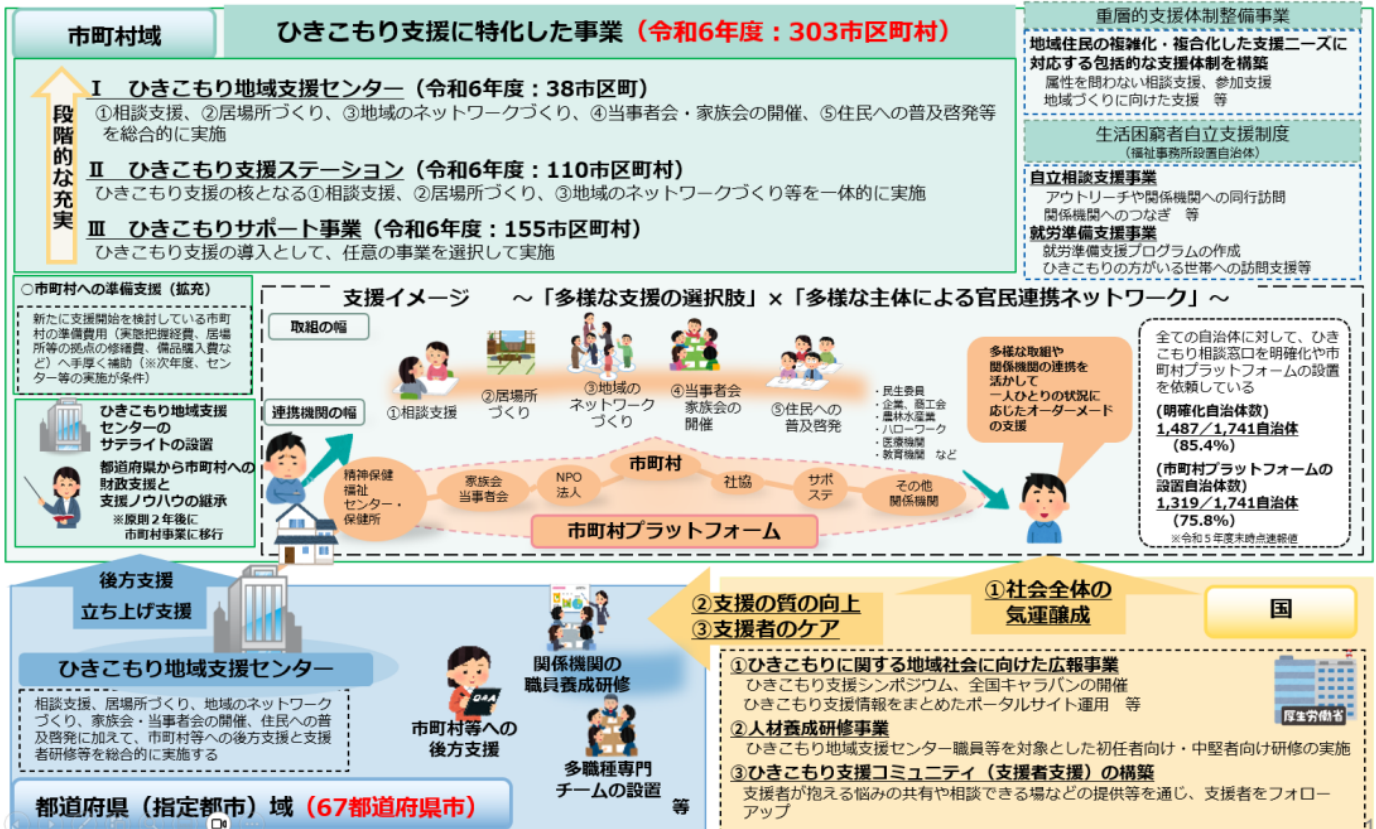 市町村域
ひきこもり支援に特化した事業（令和6年度：303市区町村）
段階的な充実
Ⅰ ひきこもり地域支援センター（令和6年度：38市区町）
①相談支援、②居場所づくり、③地域のネットワークづくり、④当事者会・家族会の開催、⑤住民への普及啓発等
を総合的に実施
Ⅱ ひきこもり支援ステーション（令和6年度：110市区町村）
ひきこもり支援の核となる①相談支援、②居場所づくり、③地域のネットワークづくり等を一体的に実施
Ⅲ ひきこもりサポート事業（令和6年度：155市区町村）
ひきこもり支援の導入として、任意の事業を選択して実施
重層的支援体制整備事業
地域住民の複雑化・複合化した支援ニーズに
対応する包括的な支援体制を構築
属性を問わない相談支援、参加支援
地域づくりに向けた支援 等
生活困窮者自立支援制度
（福祉事務所設置自治体）
自立相談支援事業
アウトリーチや関係機関への同行訪問
関係機関へのつなぎ 等
就労準備支援事業
就労準備支援プログラムの作成
ひきこもりの方がいる世帯への訪問支援等
○市町村への準備支援（拡充）
新たに支援開始を検討している市町
村の準備費用（実態把握経費、居場
所等の拠点の修繕費、備品購入費な
ど）へ手厚く補助（※次年度、セン
ター等の実施が条件）
ひきこもり地域支援
センターの
サテライトの設置
都道府県から市町村への
財政支援と
支援ノウハウの継承
※原則２年後に
市町村事業に移行
支援イメージ ～「多様な支援の選択肢」×「多様な主体による官民連携ネットワーク」～
取組の幅
①相談支援
②居場所
づくり
③地域の
ネットワーク
づくり
④当事者会
家族会の
開催
⑤住民への
普及啓発
連携機関の幅
・民生委員
・企業、商工会
・農林水産業
・ハローワーク
・医療機関
・教育機関 など
多様な取組や
関係機関の連携を
活かして
一人ひとりの状況に
応じたオーダーメード
の支援
精神保健
福祉
センター・
保健所
家族会
当事者会
NPO
法人
市町村
社協
サポ
ステ
その他
関係機関
市町村プラットフォーム
全ての自治体に対して、ひき
こもり相談窓口を明確化や市
町村プラットフォームの設置
を依頼している
(明確化自治体数)
1,487／1,741自治体
(85.4%)
(市町村プラットフォームの
設置自治体数)
1,319／1,741自治体
(75.8%)
※令和５年度末時点速報値
後方支援
立ち上げ支援
ひきこもり地域支援センター
相談支援、居場所づくり、地域のネットワーク
づくり、家族会・当事者会の開催、住民への普
及啓発に加えて、市町村等への後方支援と支援
者研修等を総合的に実施する
都道府県（指定都市）域（67都道府県市）
Q&A
市町村等への
後方支援
関係機関の
職員養成研修
多職種専門
チームの設置
等
②支援の質の向上
③支援者のケア
①社会全体の
気運醸成
国
①ひきこもりに関する地域社会に向けた広報事業
ひきこもり支援シンポジウム、全国キャラバンの開催
ひきこもり支援情報をまとめたポータルサイト運用 等
②人材養成研修事業
ひきこもり地域支援センター職員等を対象とした初任者向け・中堅者向け研修の実施
③ひきこもり支援コミュニティ（支援者支援）の構築
支援者が抱える悩みの共有や相談できる場などの提供等を通じ、支援者をフォロー
アップ
厚生労働省
1